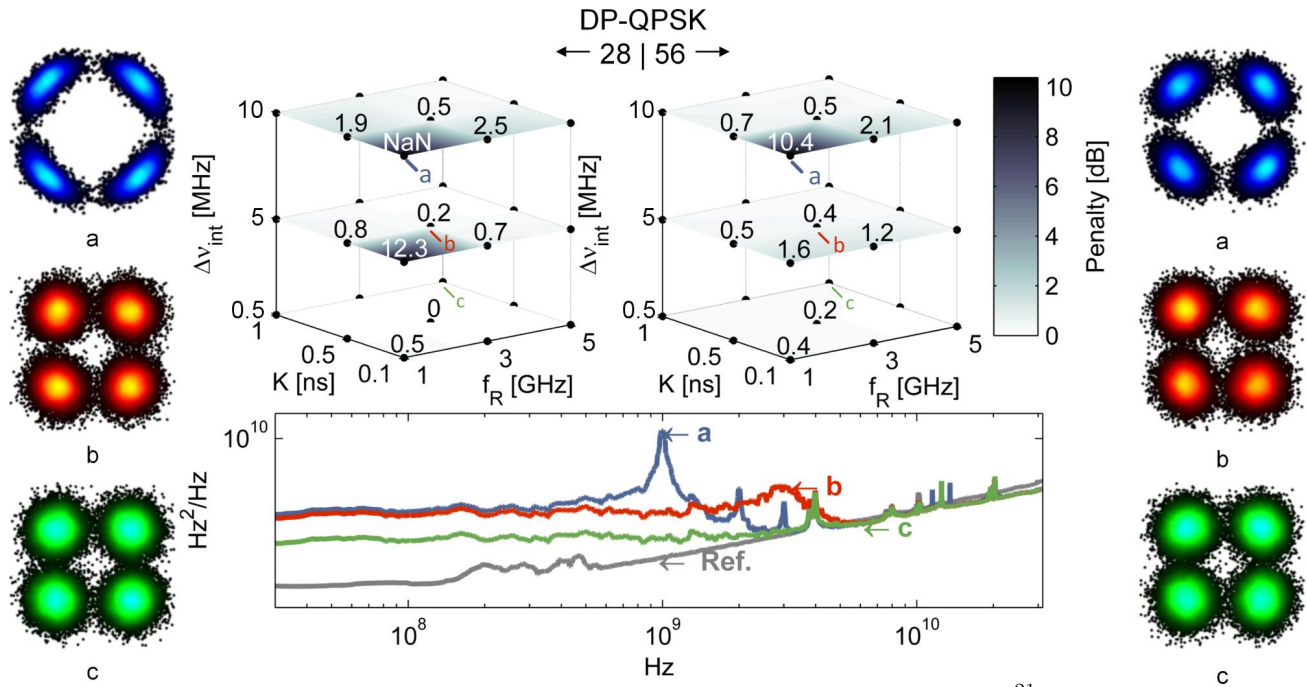 DP-QPSK
28 | 56
10
0.5
1.9
2.5
NaN
a
5
0.2
0.8
0.7
b
12.3
c
0
0.5
0.5
1
0.5
0.1
1
3
5
K [ns]
f_R [GHz]
Δν_int [MHz]
10
0.5
0.7
2.1
10.4
a
5
0.4
0.5
1.2
b
1.6
c
0.2
0.5
0.4
1
0.5
0.1
1
3
5
K [ns]
f_R [GHz]
Δν_int [MHz]
10
8
6
4
2
0
Penalty [dB]
a
b
c
a
b
c
10^10
Hz²/Hz
a
b
c
Ref.
10^8
10^9
10^10
Hz